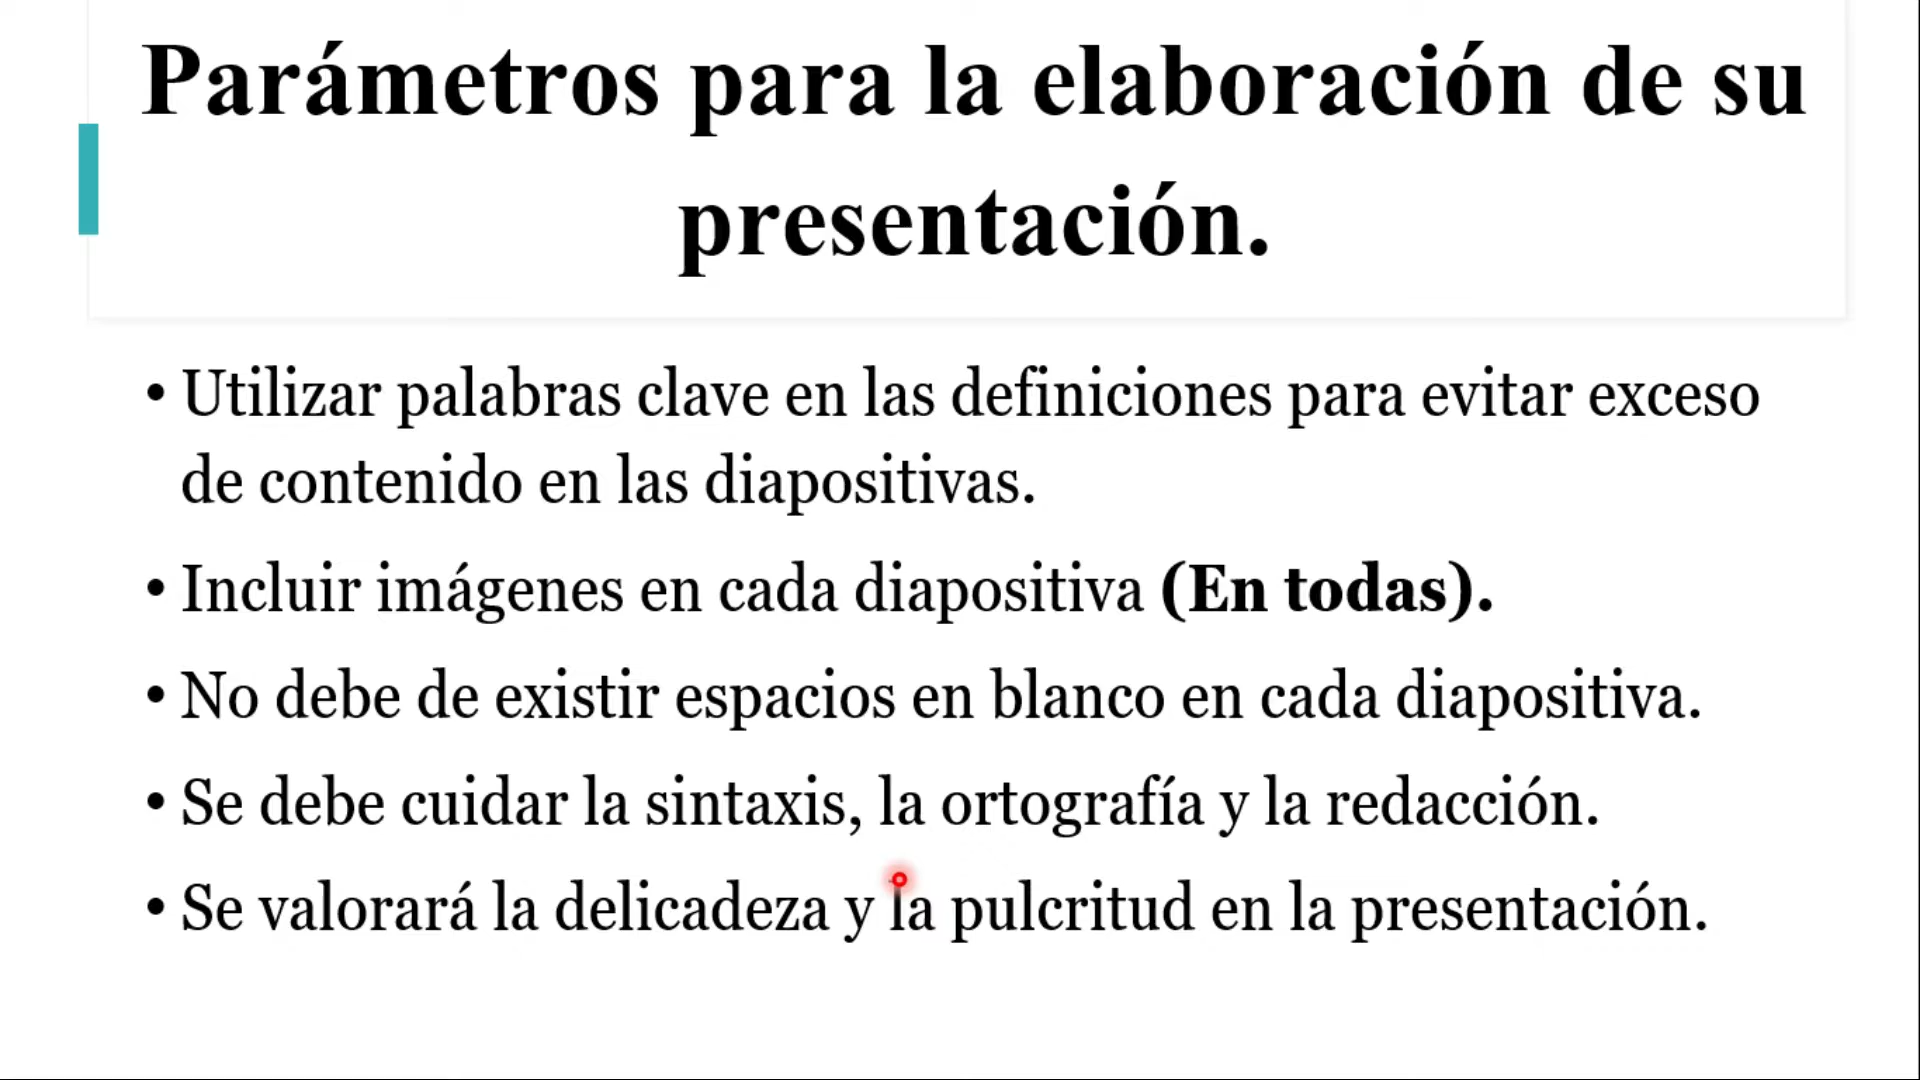 Parámetros para la elaboración de su
presentación.
• Utilizar palabras clave en las definiciones para evitar exceso
de contenido en las diapositivas.
• Incluir imágenes en cada diapositiva (En todas).
• No debe de existir espacios en blanco en cada diapositiva.
• Se debe cuidar la sintaxis, la ortografía y la redacción.
• Se valorará la delicadeza y la pulcritud en la presentación.